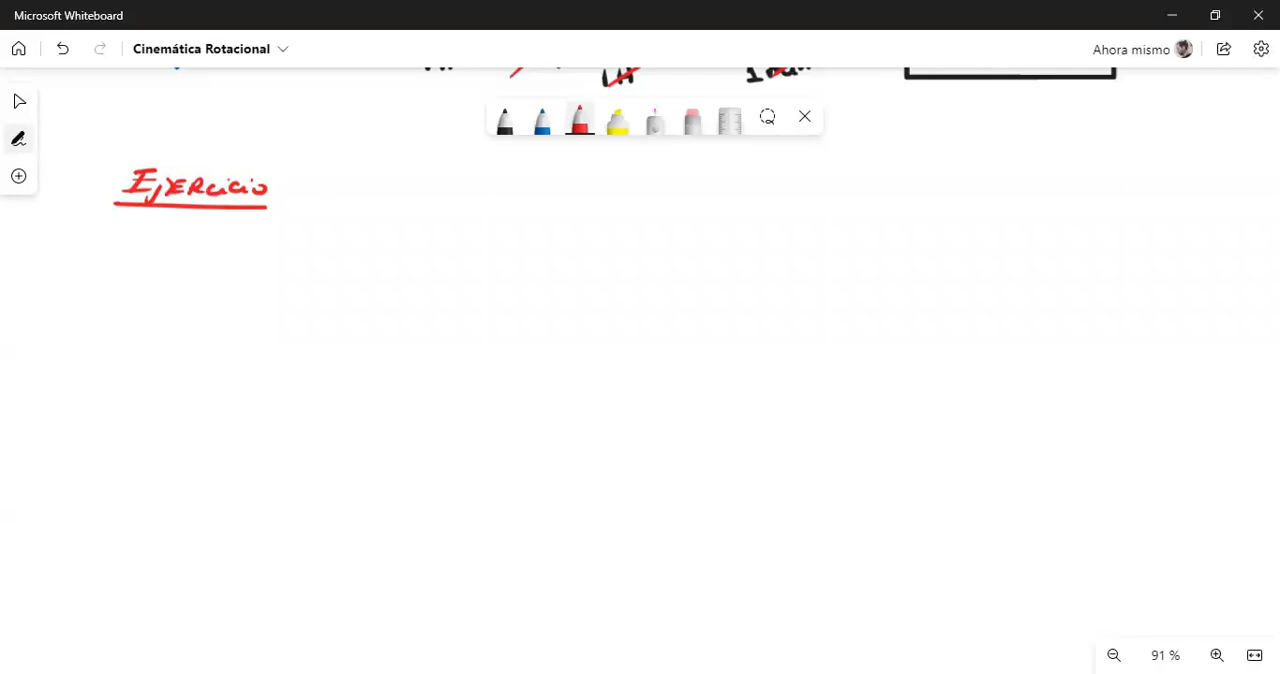 Microsoft Whiteboard
Cinemática Rotacional
Ahora mismo
Ejercicio
91 %